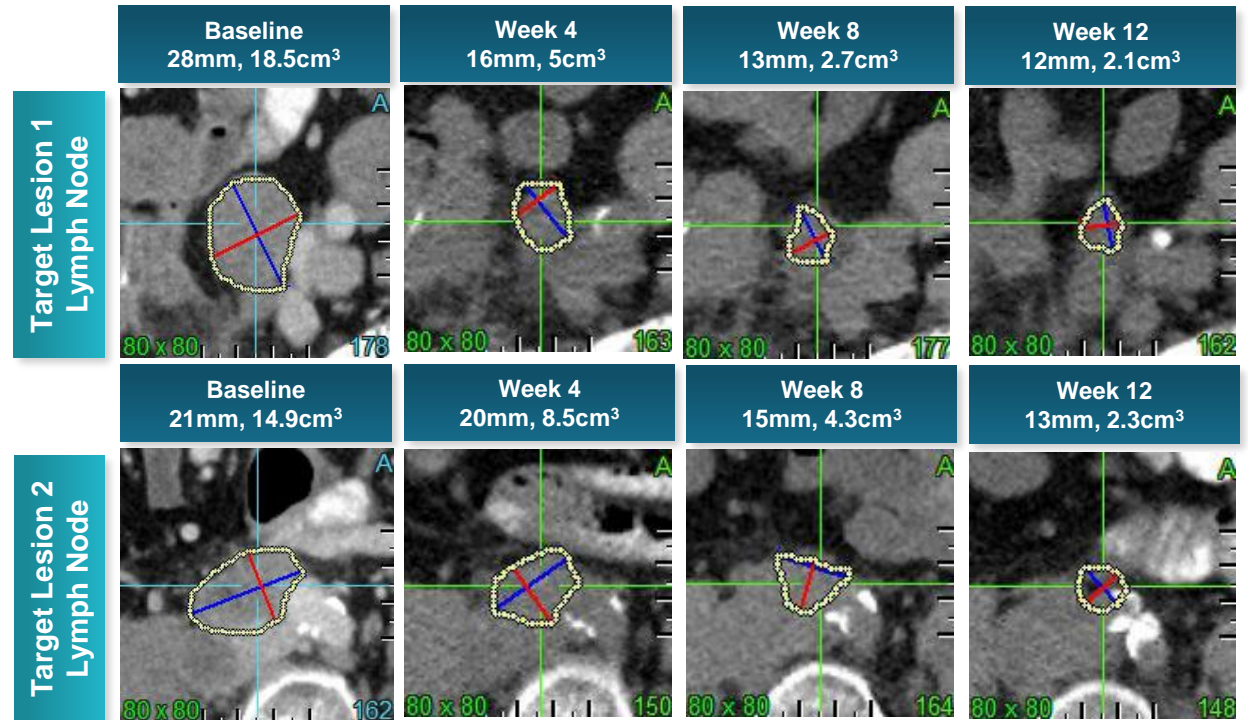 Baseline
28mm, 18.5cm³
Week 4
16mm, 5cm³
Week 8
13mm, 2.7cm³
Week 12
12mm, 2.1cm³
Target Lesion 1
Lymph Node
A
80 x 80
178
A
80 x 80
163
A
80 x 80
177
A
80 x 80
162
Baseline
21mm, 14.9cm³
Week 4
20mm, 8.5cm³
Week 8
15mm, 4.3cm³
Week 12
13mm, 2.3cm³
Target Lesion 2
Lymph Node
A
80 x 80
162
A
80 x 80
150
A
80 x 80
164
A
80 x 80
148